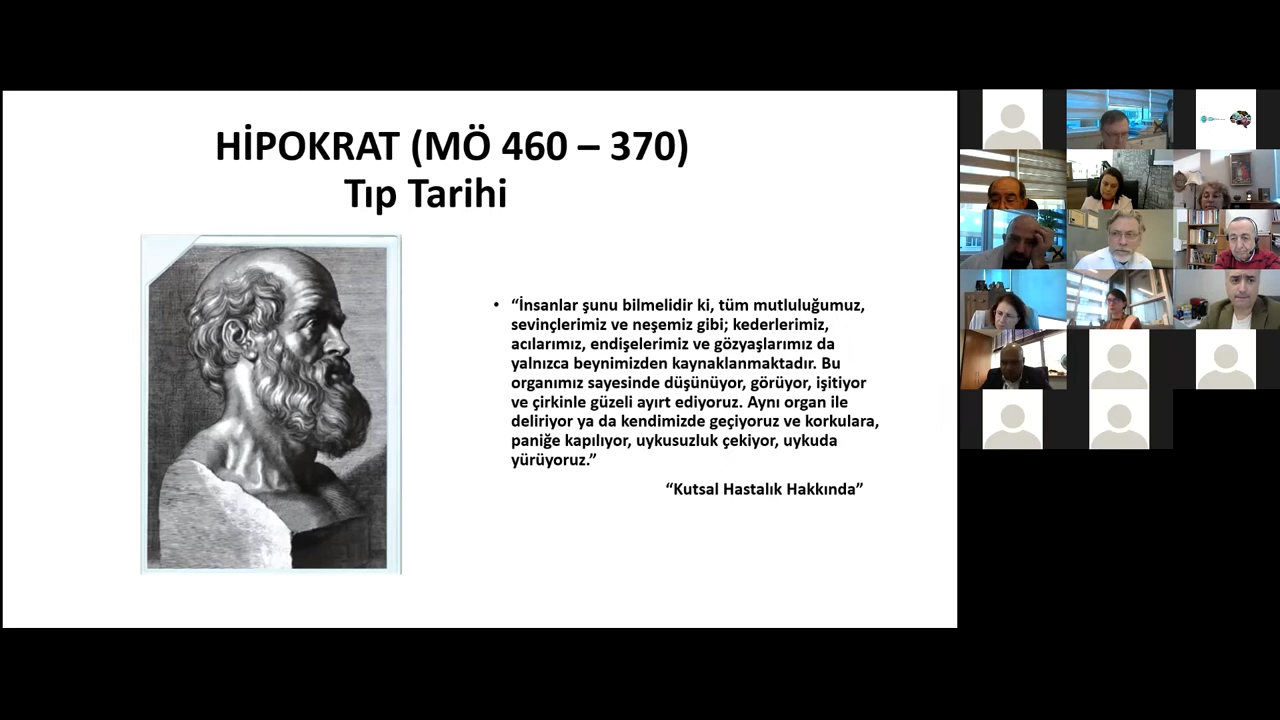 HİPOKRAT (MÖ 460 – 370)
Tıp Tarihi
• “İnsanlar şunu bilmelidir ki, tüm mutluluğumuz,
sevinçlerimiz ve neşemiz gibi; kederlerimiz,
acılarımız, endişelerimiz ve gözyaşlarımız da
yalnızca beynimizden kaynaklanmaktadır. Bu
organımız sayesinde düşünüyor, görüyor, işitiyor
ve çirkinle güzeli ayırt ediyoruz. Aynı organ ile
deliriyor ya da kendimizde geçiyoruz ve korkulara,
paniğe kapılıyor, uykusuzluk çekiyor, uykuda
yürüyoruz.”
“Kutsal Hastalık Hakkında”